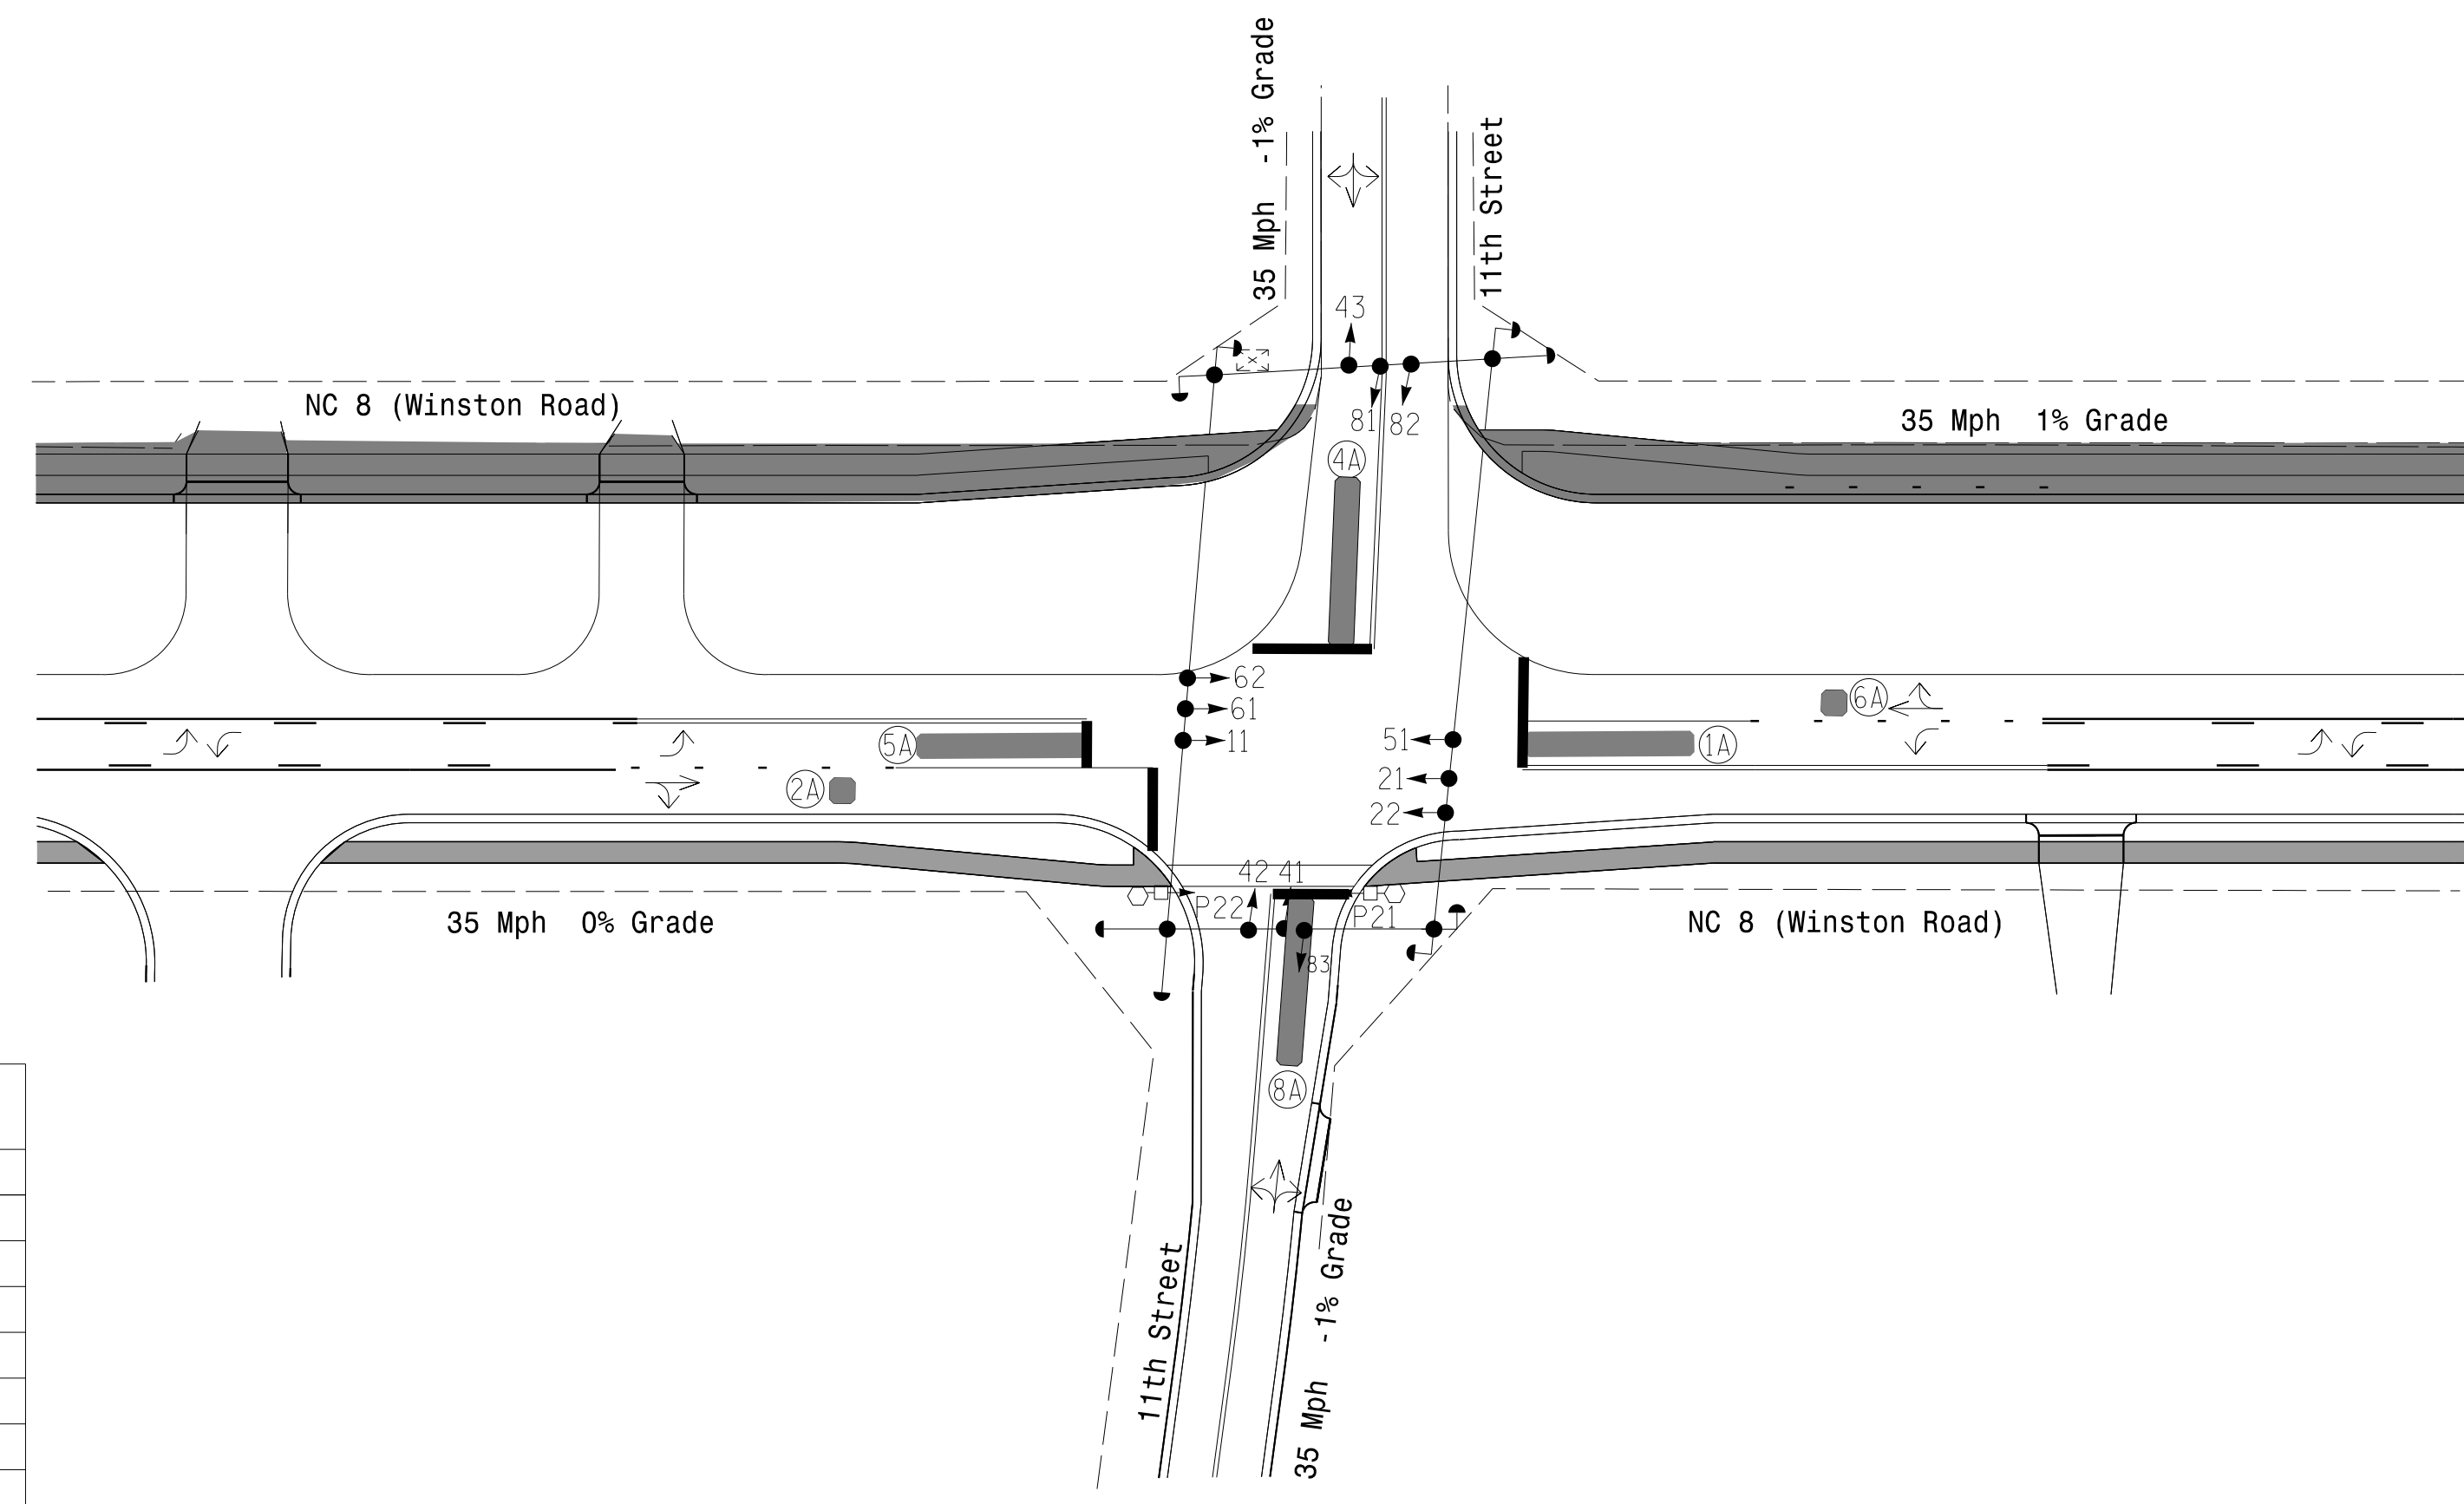 35 Mph -1% Grade
11th Street
43
NC 8 (Winston Road)
81
82
35 Mph 1% Grade
4A
62
6A
61
5A
11
51
1A
2A
21
22
42
41
P22
P21
35 Mph 0% Grade
NC 8 (Winston Road)
83
8A
11th Street
35 Mph -1% Grade